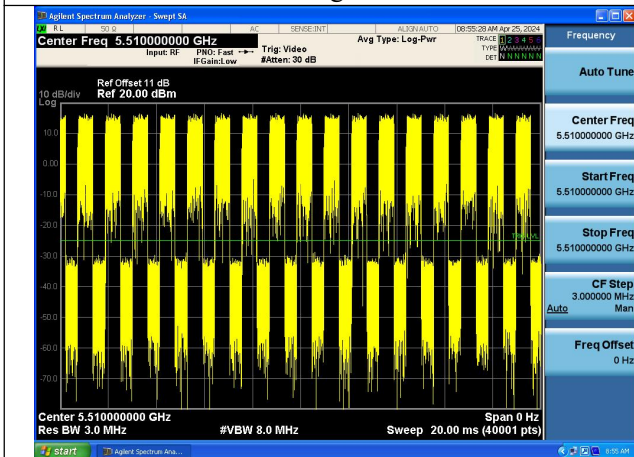 Agilent Spectrum Analyzer - Swept SA
RL 50 Ω AC SENSE:INT ALIGN AUTO 08:55:28 AM Apr 25, 2024
Center Freq 5.510000000 GHz
Input: RF PNO: Fast Trig: Video Avg Type: Log-Pwr TRACE 1 2 3 4 5 6
IFGain:Low #Atten: 30 dB TYPE
DET N N N N N N
Ref Offset 11 dB
10 dB/div Ref 20.00 dBm
Log
10.0
0.00
-10.0
-20.0
-30.0
-40.0
-50.0
-60.0
-70.0
Center 5.510000000 GHz Span 0 Hz
Res BW 3.0 MHz #VBW 8.0 MHz Sweep 20.00 ms (40001 pts)
Frequency
Auto Tune
Center Freq
5.510000000 GHz
Start Freq
5.510000000 GHz
Stop Freq
5.510000000 GHz
CF Step
3.000000 MHz
Auto Man
Freq Offset
0 Hz
start Agilent Spectrum Ana... 8:55 AM